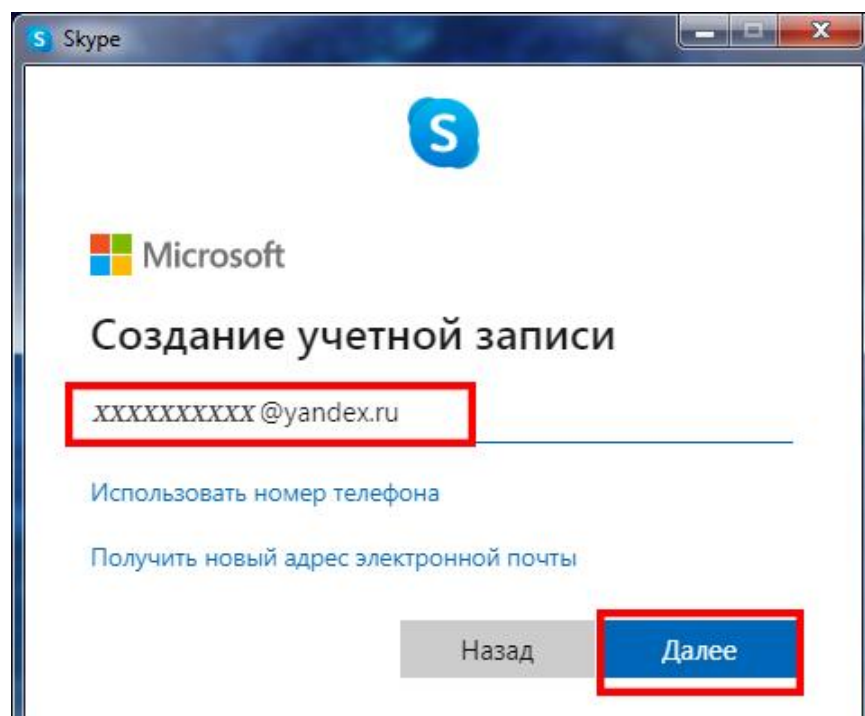 Skype
S
Microsoft
Создание учетной записи
xxxxxxxxxx@yandex.ru
Использовать номер телефона
Получить новый адрес электронной почты
Назад Далее